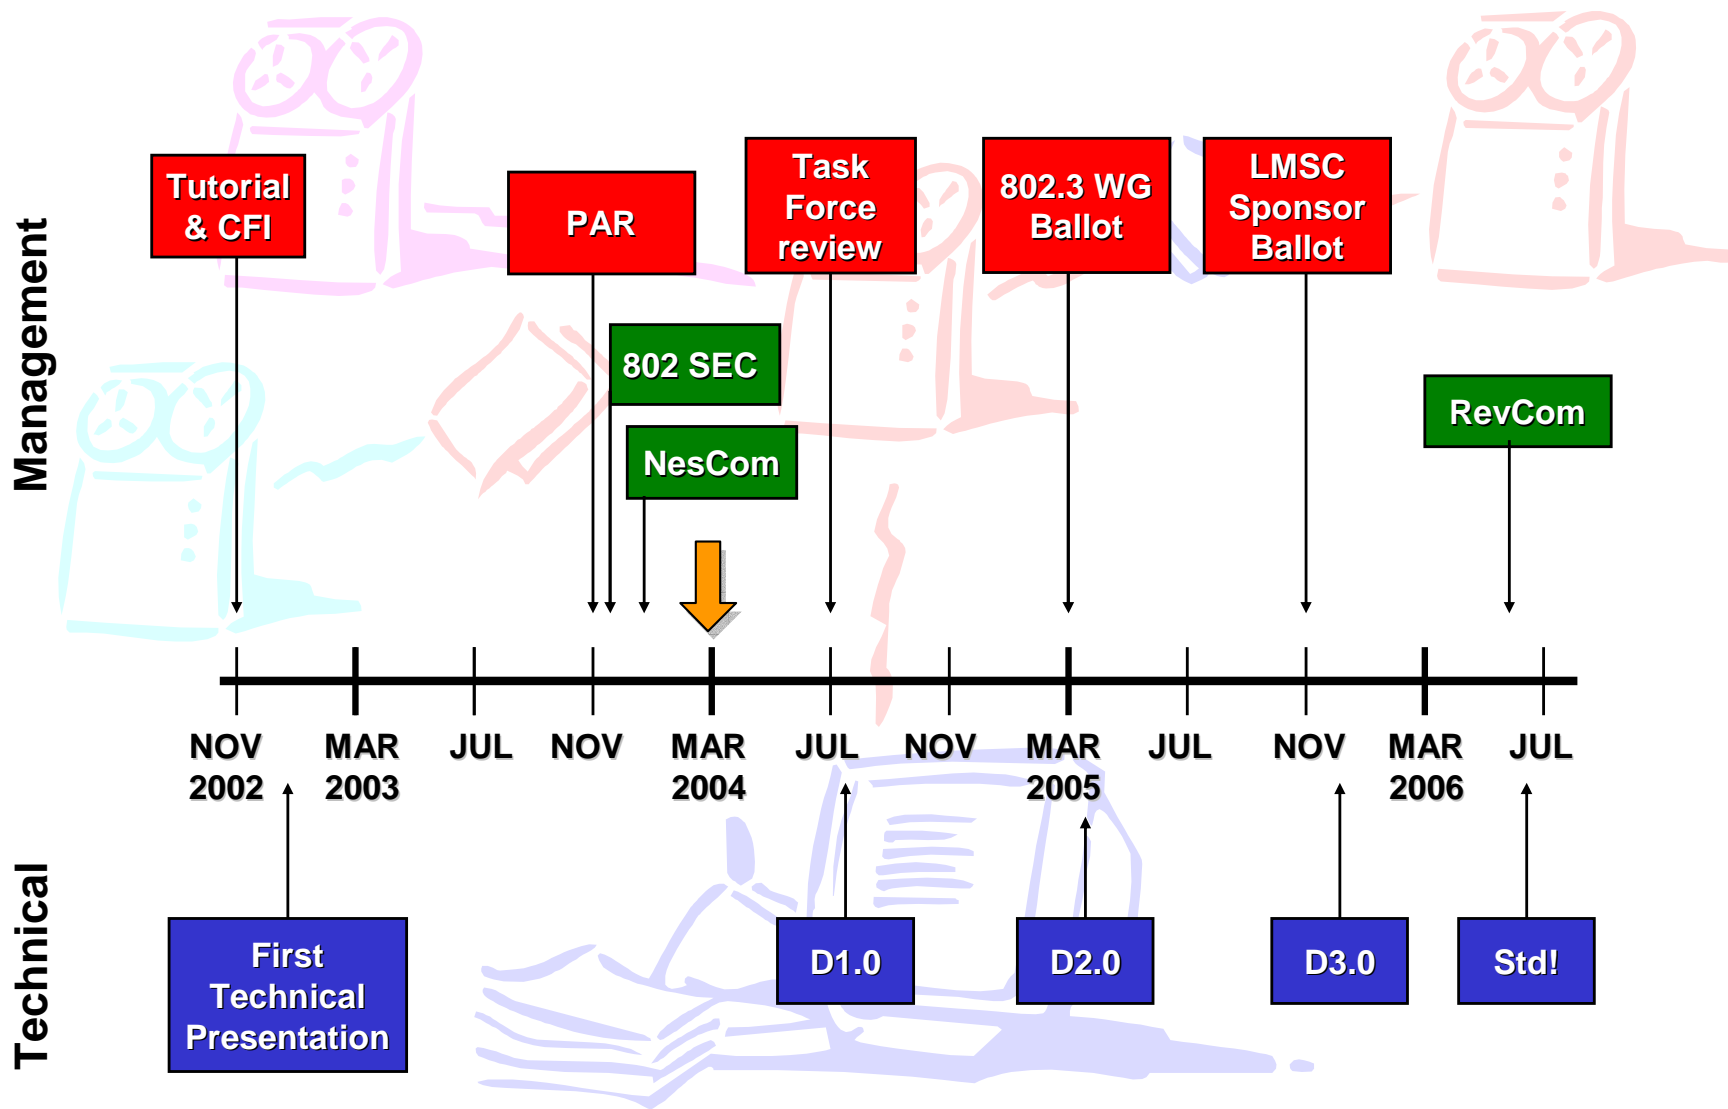 Management
Tutorial
& CFI
PAR
Task
Force
review
802.3 WG
Ballot
LMSC
Sponsor
Ballot
802 SEC
NesCom
RevCom
NOV
2002
MAR
2003
JUL
NOV
MAR
2004
JUL
NOV
MAR
2005
JUL
NOV
MAR
2006
JUL
Technical
First
Technical
Presentation
D1.0
D2.0
D3.0
Std!